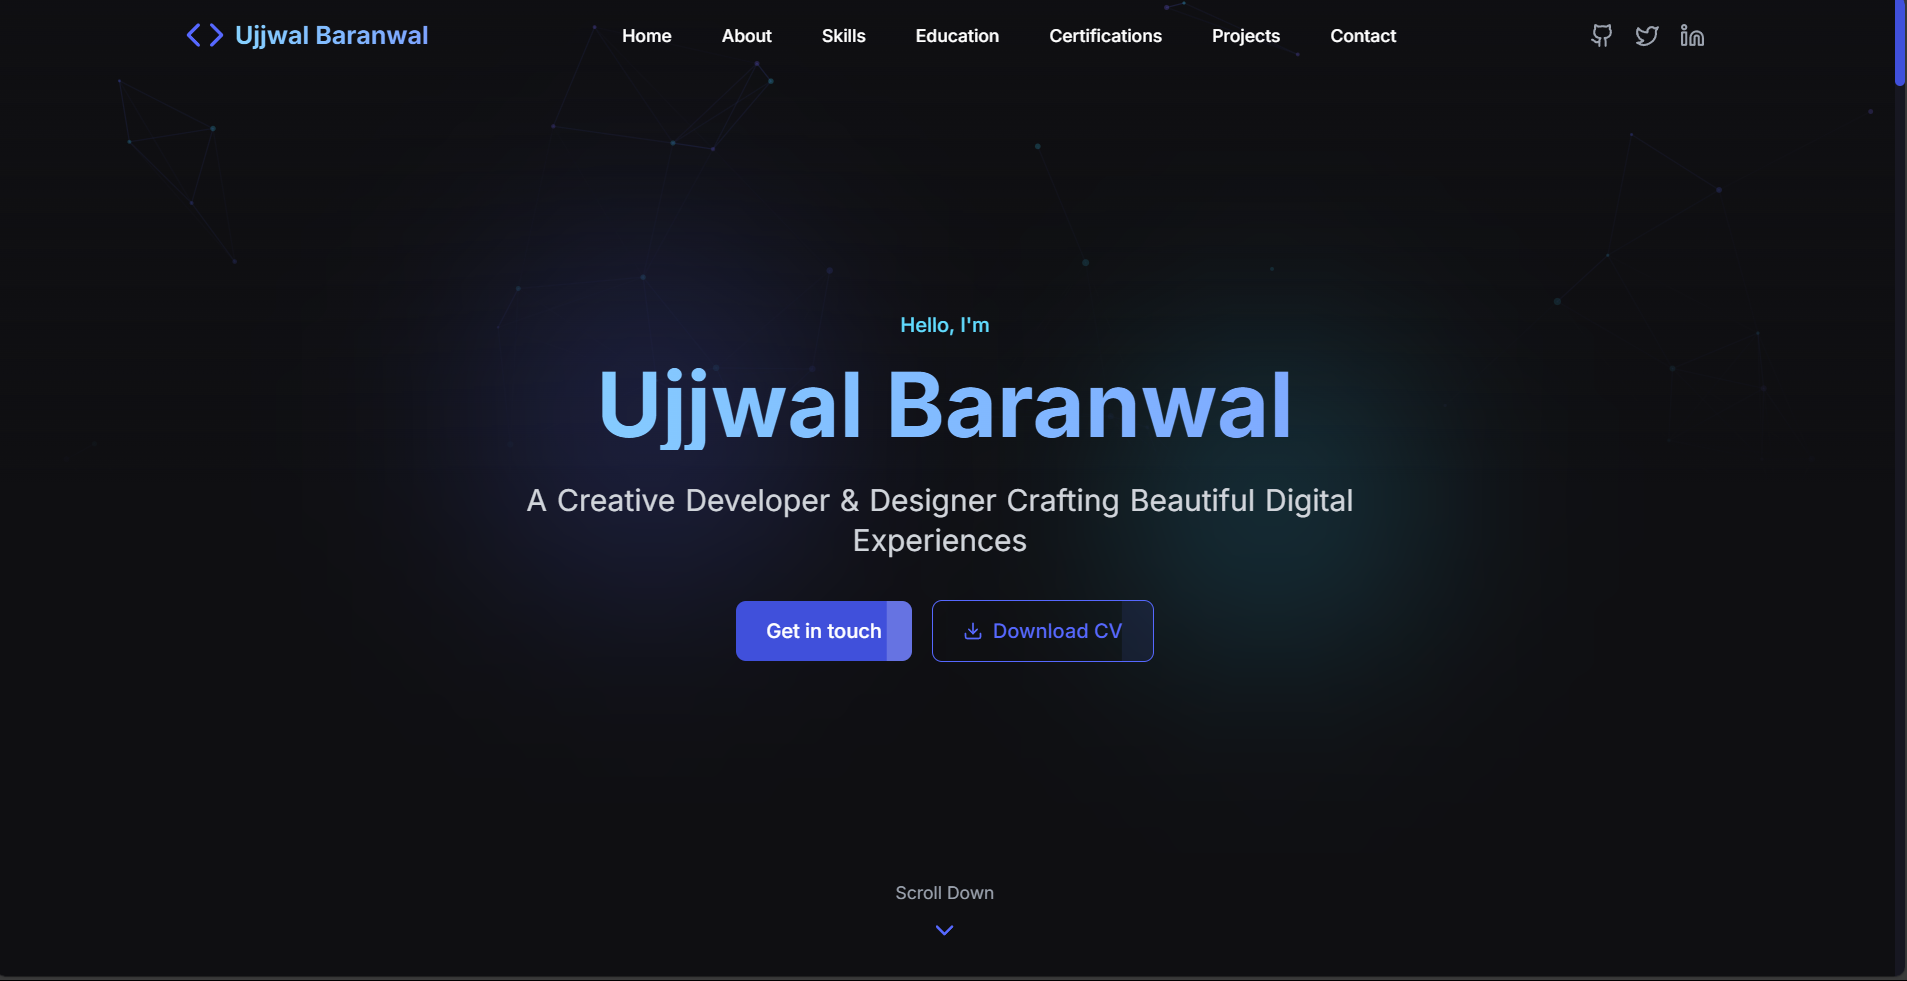 Ujjwal Baranwal
Home About Skills Education Certifications Projects Contact
Hello, I'm
Ujjwal Baranwal
A Creative Developer & Designer Crafting Beautiful Digital
Experiences
Get in touch
Download CV
Scroll Down